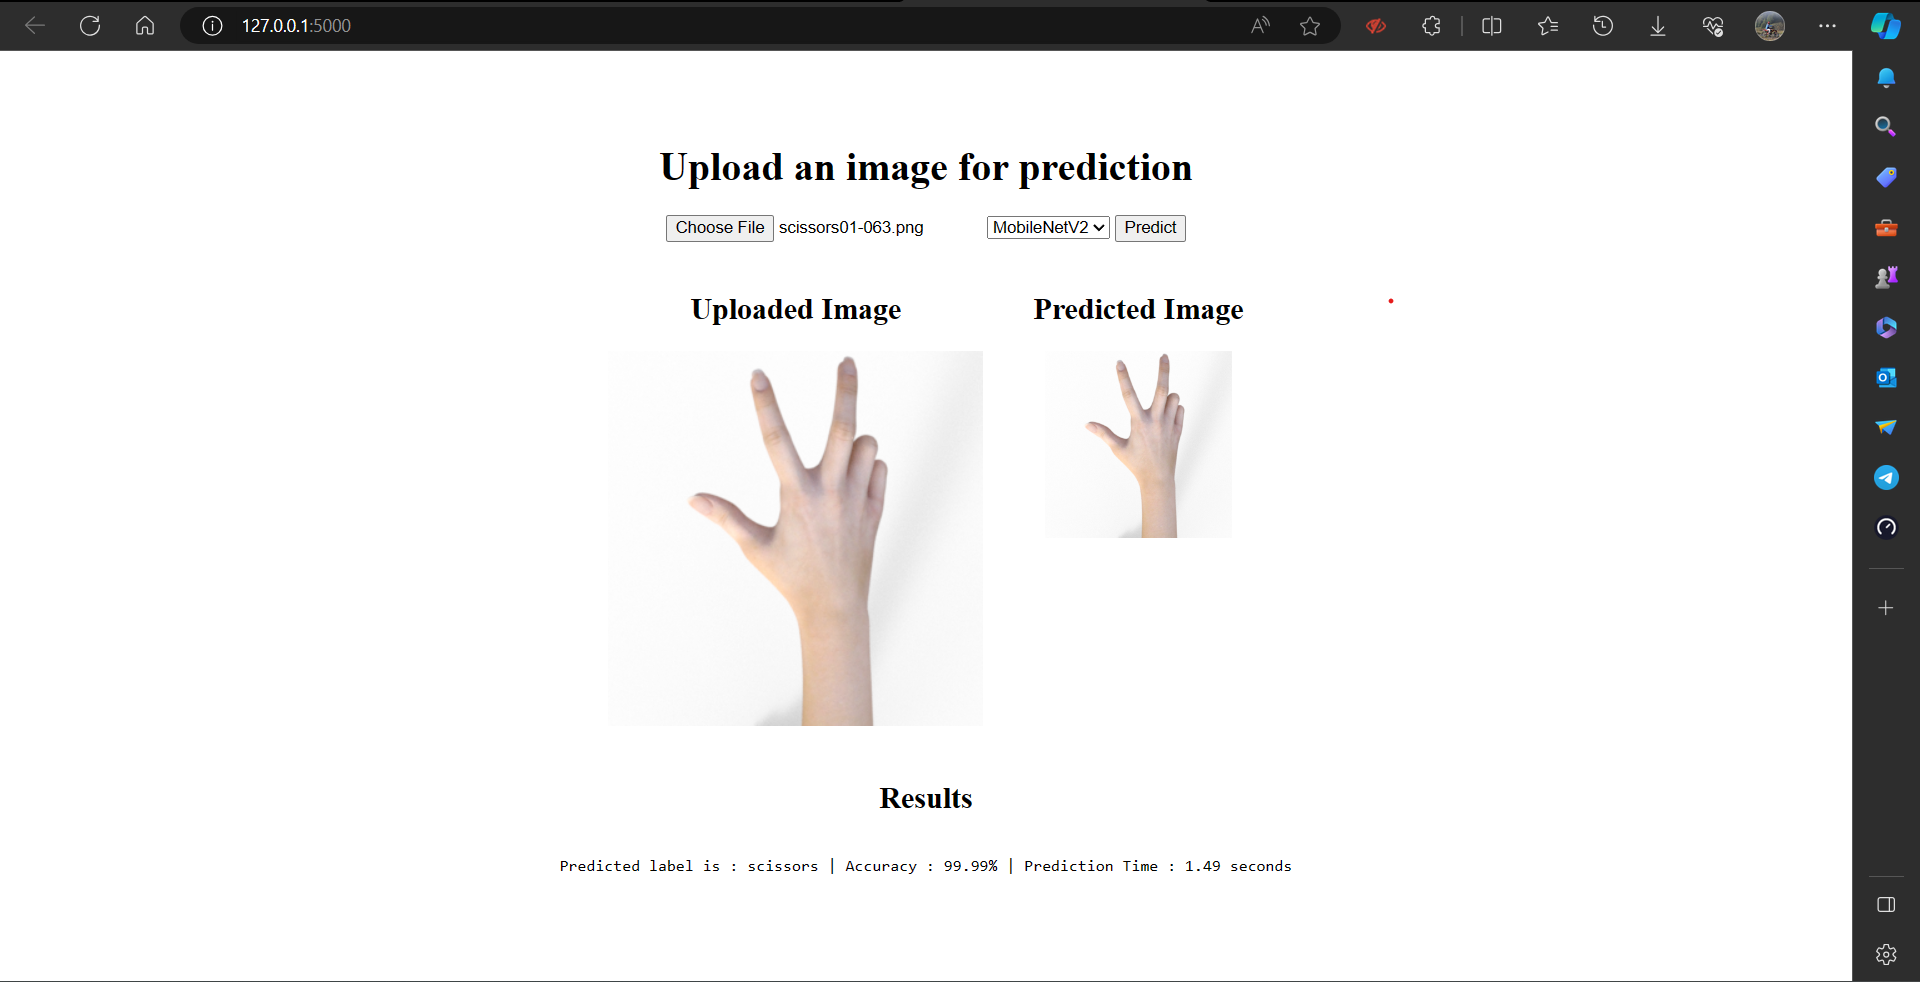 127.0.0.1:5000
Upload an image for prediction
Choose File scissors01-063.png MobileNetV2 Predict
Uploaded Image Predicted Image
Results
Predicted label is : scissors | Accuracy : 99.99% | Prediction Time : 1.49 seconds